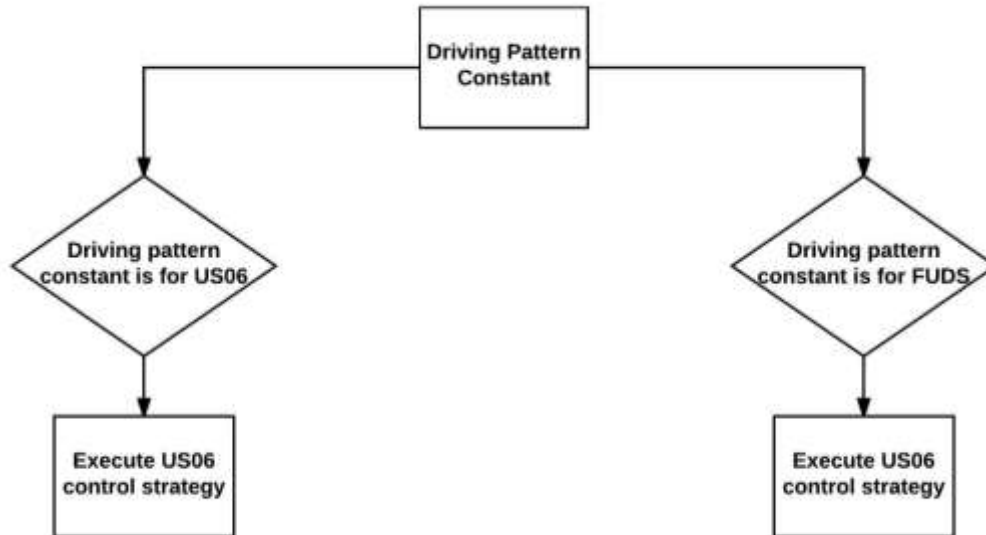 Driving Pattern
Constant
Driving pattern
constant is for US06
Driving pattern
constant is for FUDS
Execute US06
control strategy
Execute US06
control strategy